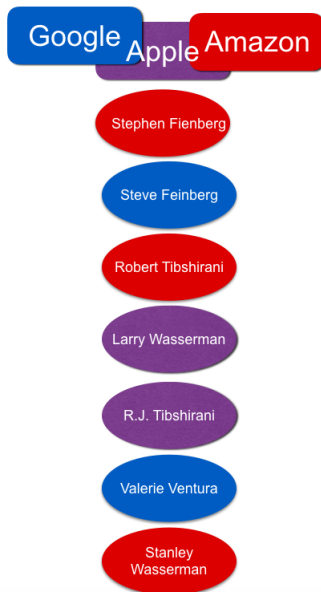 Google
Apple
Amazon
Stephen Fienberg
Steve Feinberg
Robert Tibshirani
Larry Wasserman
R.J. Tibshirani
Valerie Ventura
Stanley
Wasserman